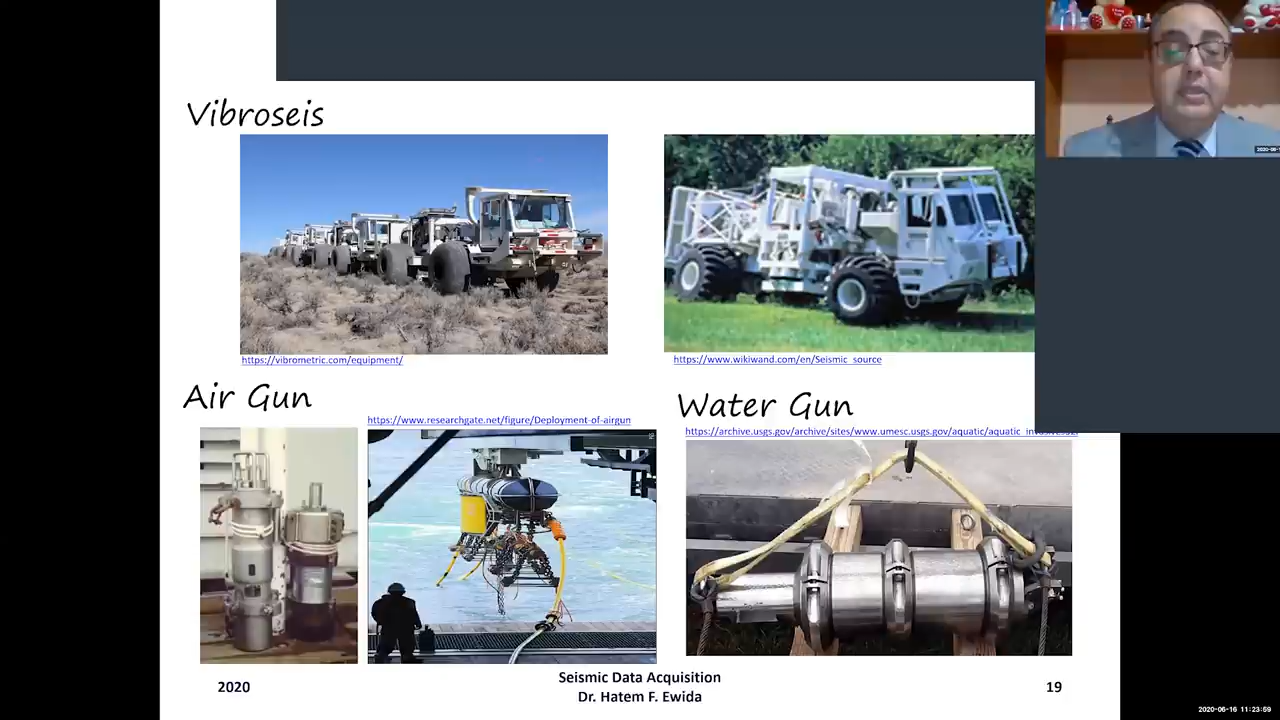 Vibroseis
https://vibrometric.com/equipment/
https://www.wikiwand.com/en/Seismic_source
Air Gun
https://www.researchgate.net/figure/Deployment-of-airgun
Water Gun
https://archive.usgs.gov/archive/sites/www.umesc.usgs.gov/aquatic/aquatic_
2020
Seismic Data Acquisition
Dr. Hatem F. Ewida
19
2020-06-16 11:23:59